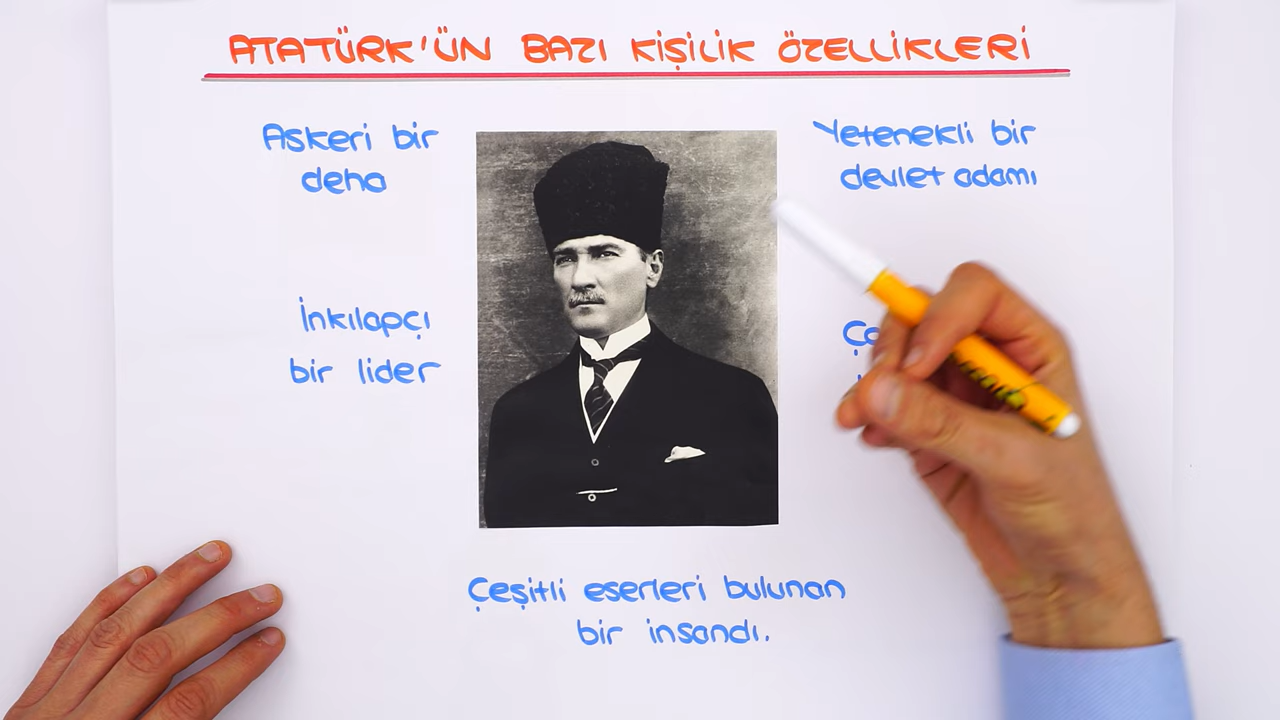 ATATÜRK'ÜN BAZI KİŞİLİK ÖZELLİKLERİ
Askeri bir
deha
Yetenekli bir
devlet adamı
İnkılapçı
bir lider
Çeşitli eserleri bulunan
bir insandı.